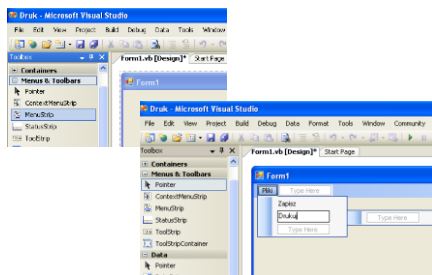 Druk - Microsoft Visual Studio
File Edit View Project Build Debug Data Tools Window
Toolbox
Form1.vb [Design]* Start Page
Containers
Menus & Toolbars
Pointer
ContextMenuStrip
MenuStrip
StatusStrip
ToolStrip
Form1
Druk - Microsoft Visual Studio
File Edit View Project Build Debug Data Format Tools Window Community
Toolbox
Form1.vb [Design]* Start Page
Containers
Menus & Toolbars
Pointer
ContextMenuStrip
MenuStrip
StatusStrip
ToolStrip
ToolStripContainer
Data
Pointer
Form1
Plik Type Here
Zapisz
Drukuj Type Here
Type Here